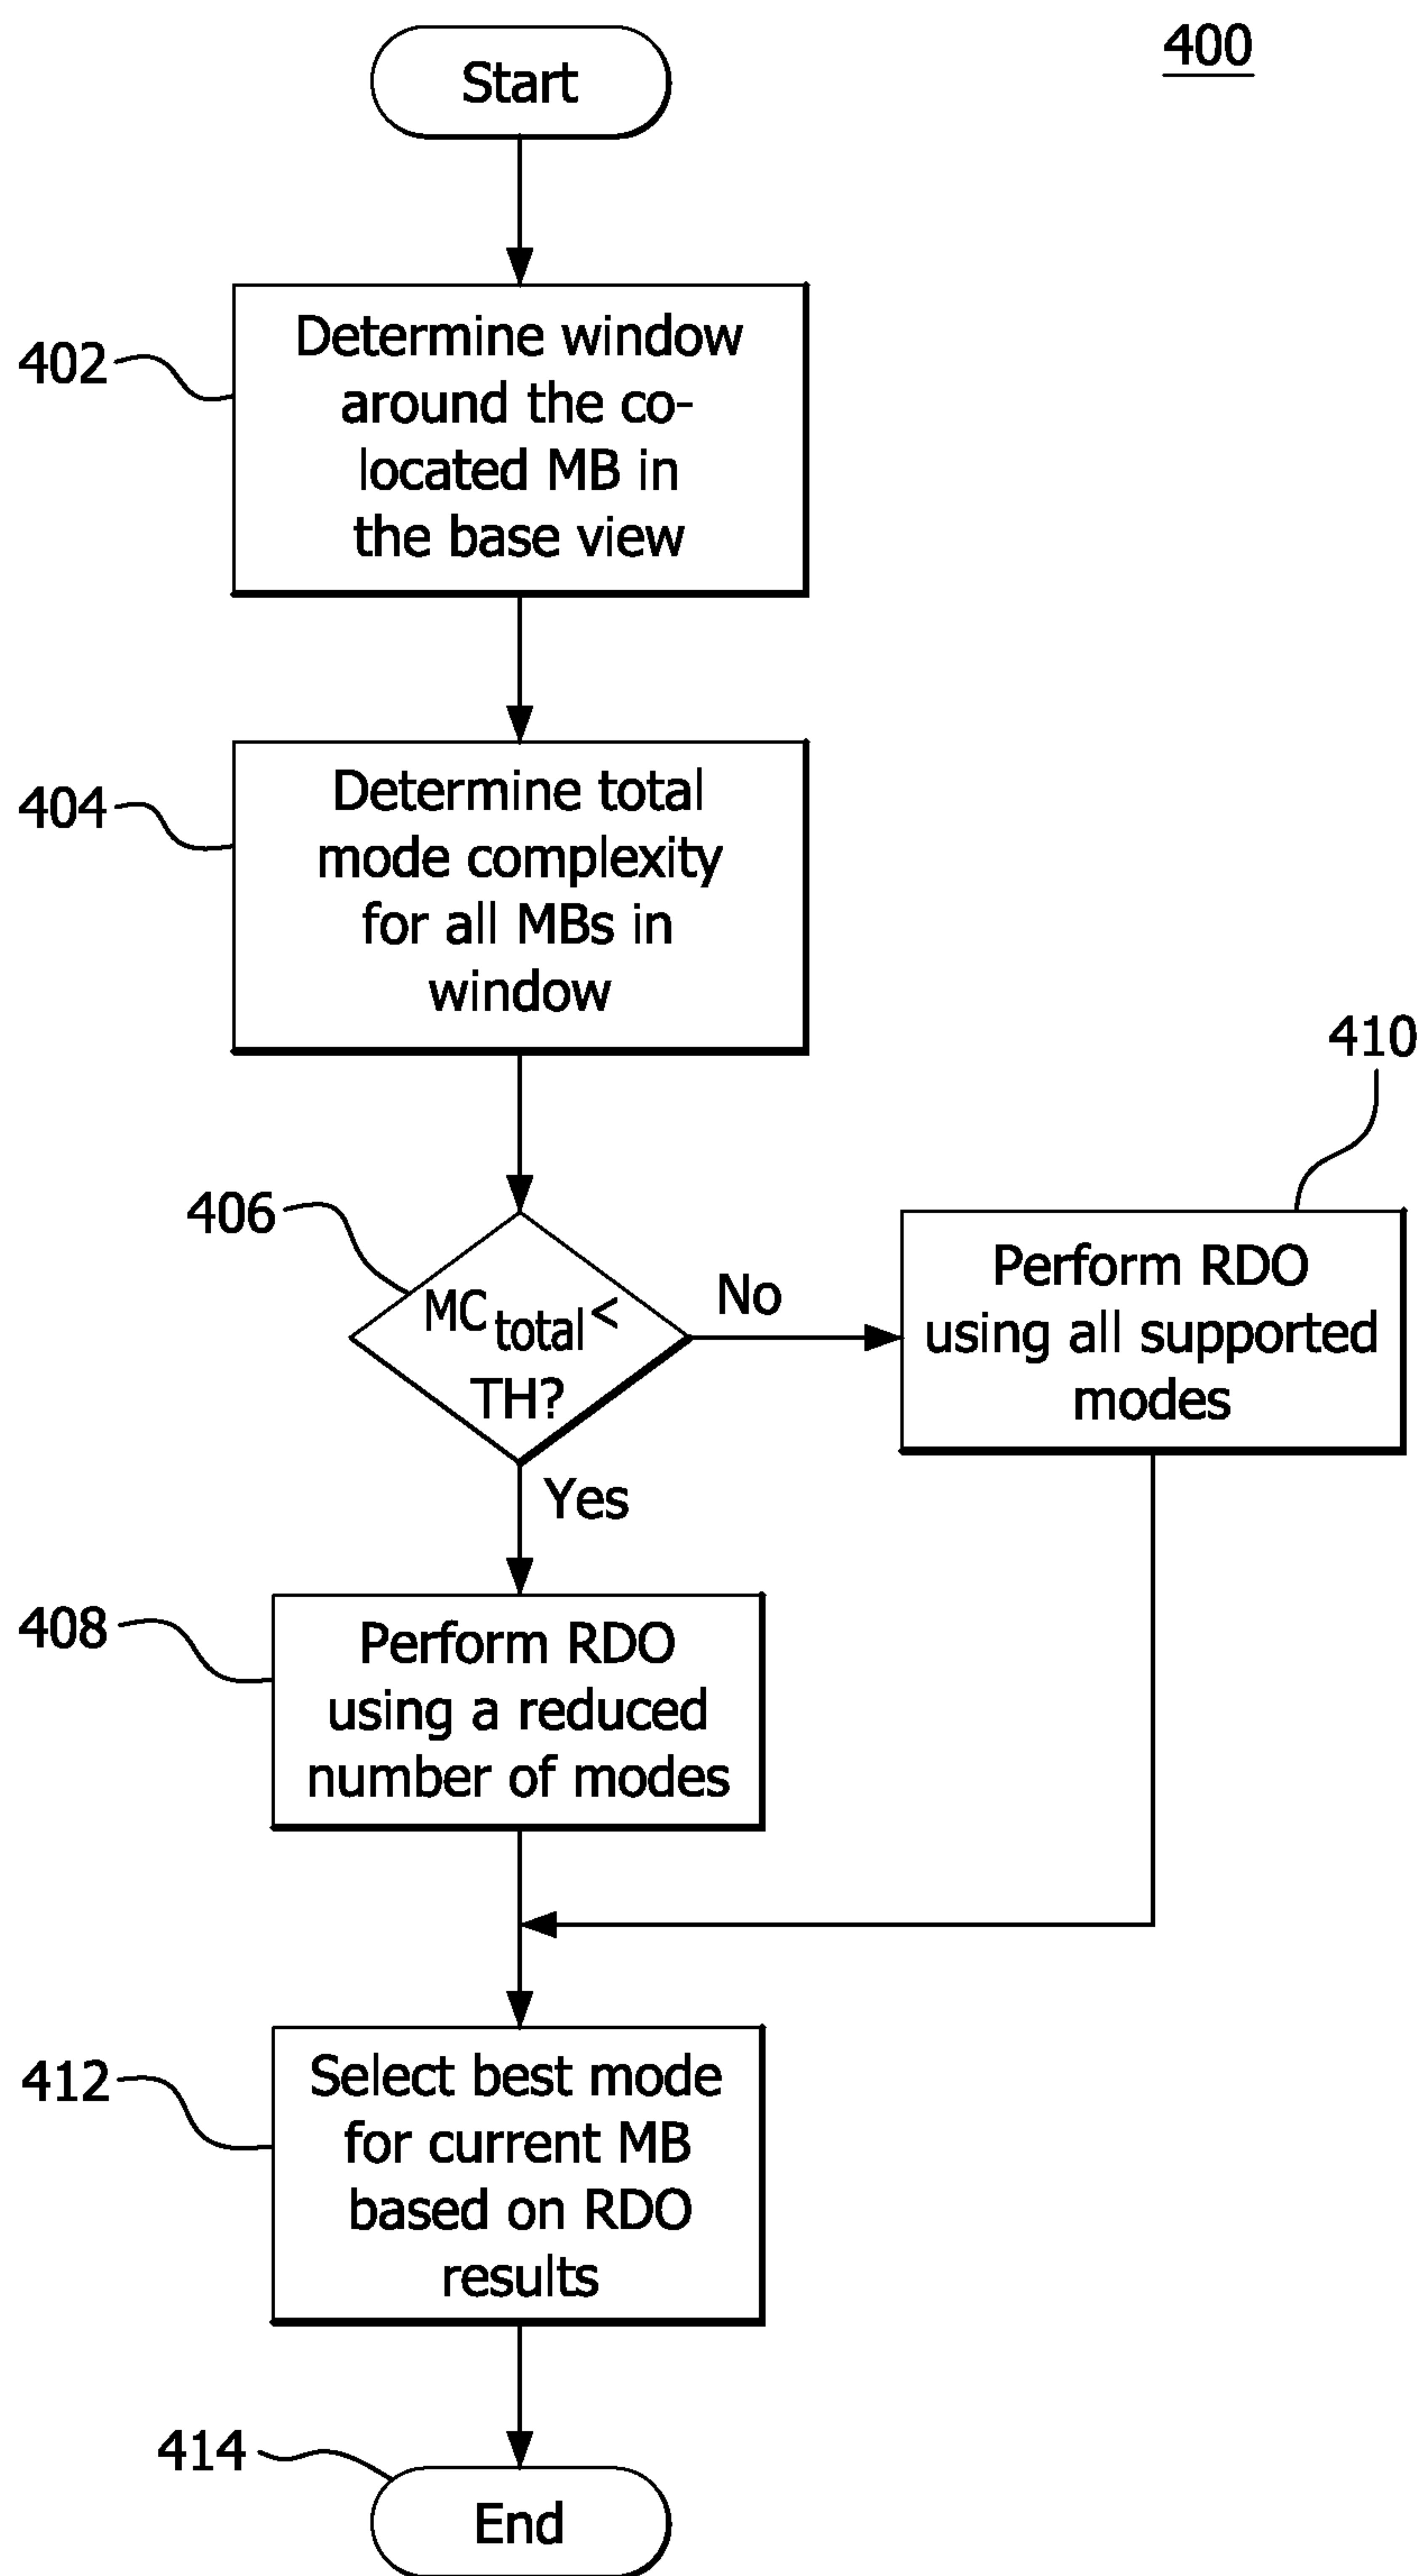 400
Start
402
Determine window
around the co-
located MB in
the base view
404
Determine total
mode complexity
for all MBs in
window
406
MCtotal<
TH?
No
410
Perform RDO
using all supported
modes
Yes
408
Perform RDO
using a reduced
number of modes
412
Select best mode
for current MB
based on RDO
results
414
End